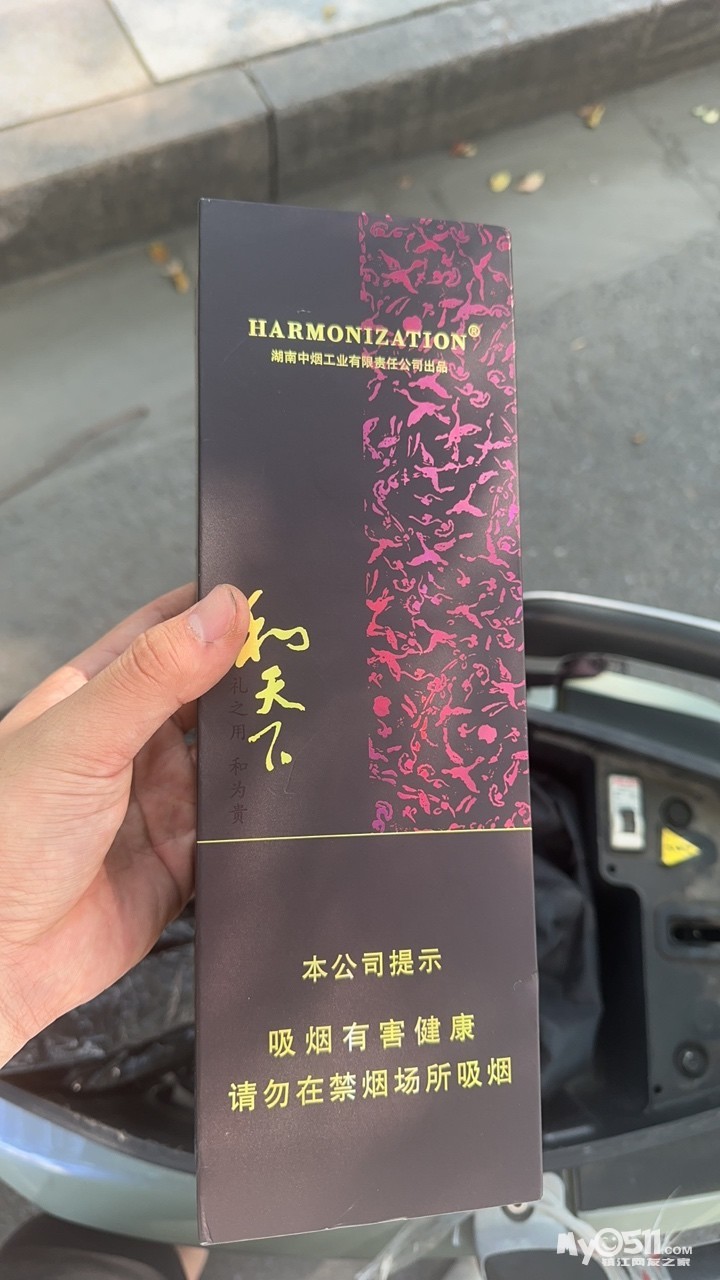 HARMONIZATION®
湖南中烟工业有限责任公司出品
和天下
礼之用 和为貴
本公司提示
吸烟有害健康
请勿在禁烟场所吸烟
My0511.COM
镇江网友之家